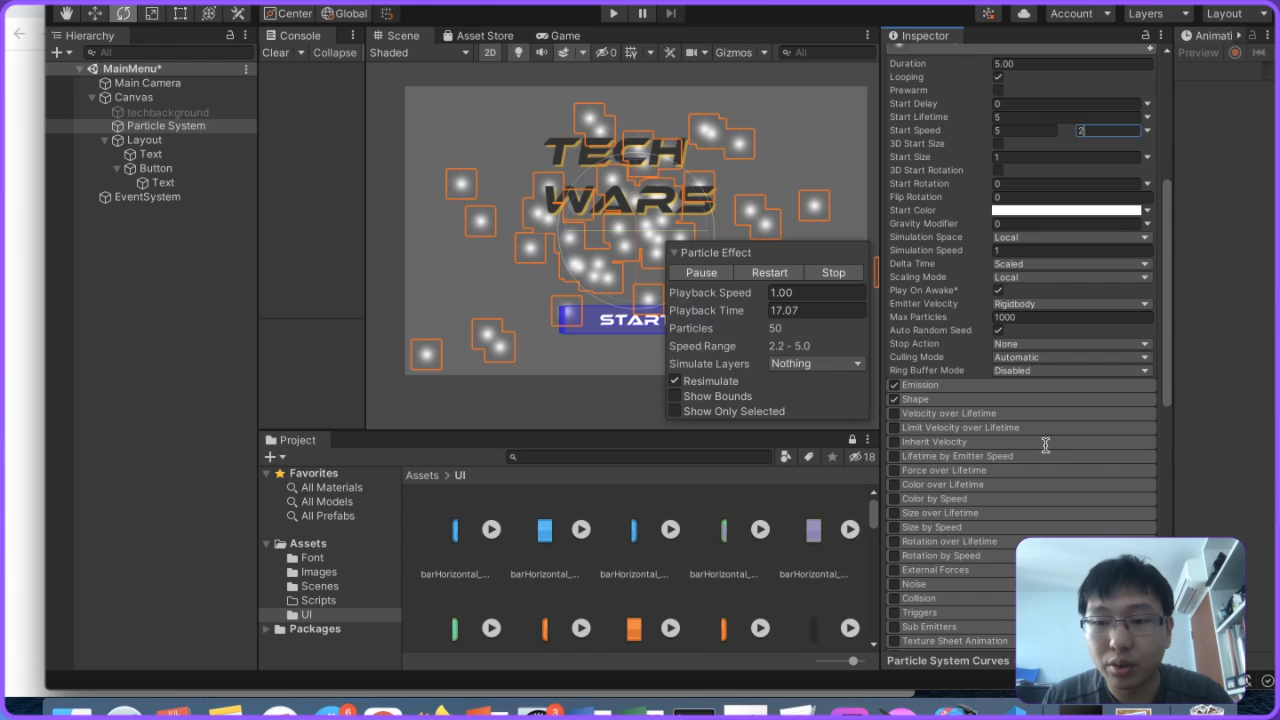 Center Global Account Layers Layout
Hierarchy Console Scene Asset Store Game Inspector Animati
All Clear Collapse Shaded 2D Gizmos All Preview
MainMenu*
Main Camera
Canvas
techbackground
Particle System
Layout
Text
Button
Text
EventSystem
TECH
WARS
START
Particle Effect
Pause Restart Stop
Playback Speed 1.00
Playback Time 17.07
Particles 50
Speed Range 2.2 - 5.0
Simulate Layers Nothing
Resimulate
Show Bounds
Show Only Selected
Duration 5.00
Looping
Prewarm
Start Delay 0
Start Lifetime 5
Start Speed 5 2
3D Start Size
Start Size 1
3D Start Rotation
Start Rotation 0
Flip Rotation 0
Start Color
Gravity Modifier 0
Simulation Space Local
Simulation Speed 1
Delta Time Scaled
Scaling Mode Local
Play On Awake*
Emitter Velocity Rigidbody
Max Particles 1000
Auto Random Seed
Stop Action None
Culling Mode Automatic
Ring Buffer Mode Disabled
Emission
Shape
Velocity over Lifetime
Limit Velocity over Lifetime
Inherit Velocity
Lifetime by Emitter Speed
Force over Lifetime
Color over Lifetime
Color by Speed
Size over Lifetime
Size by Speed
Rotation over Lifetime
Rotation by Speed
External Forces
Noise
Collision
Triggers
Sub Emitters
Texture Sheet Animation
Particle System Curves
Project
18
Favorites
All Materials
All Models
All Prefabs
Assets
Font
Images
Scenes
Scripts
UI
Packages
Assets > UI
barHorizontal_... barHorizontal_... barHorizontal_... barHorizontal_... barHorizontal_...
JUL 6 3